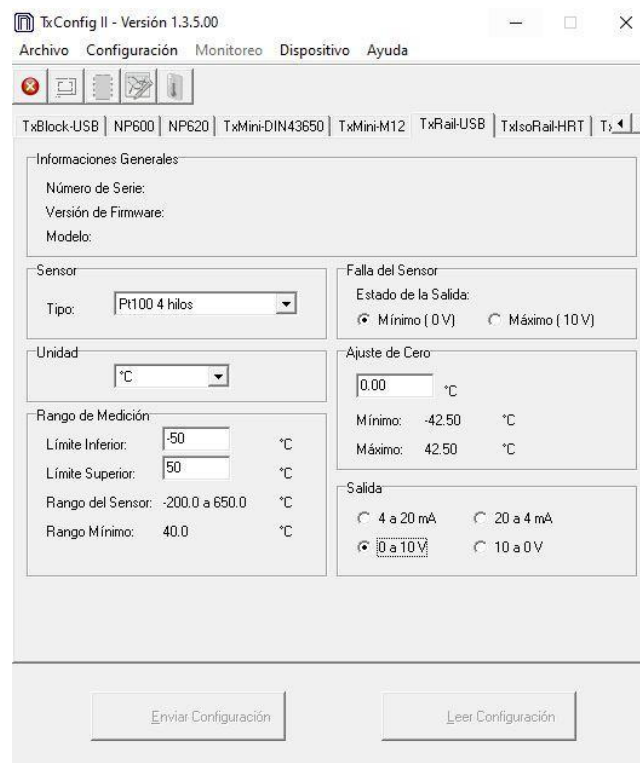 TxConfig II - Versión 1.3.5.00
Archivo Configuración Monitoreo Dispositivo Ayuda
TxBlock-USB NP600 NP620 TxMini-DIN43650 TxMini-M12 TxRail-USB TxIsoRail-HRT
Informaciones Generales
Número de Serie:
Versión de Firmware:
Modelo:
Sensor
Tipo: Pt100 4 hilos
Unidad
°C
Rango de Medición
Límite Inferior: -50 °C
Límite Superior: 50 °C
Rango del Sensor: -200.0 a 650.0 °C
Rango Mínimo: 40.0 °C
Falla del Sensor
Estado de la Salida:
Mínimo ( 0 V) Máximo ( 10 V)
Ajuste de Cero
0.00 °C
Mínimo: -42.50 °C
Máximo: 42.50 °C
Salida
4 a 20 mA 20 a 4 mA
0 a 10 V 10 a 0 V
Enviar Configuración Leer Configuración